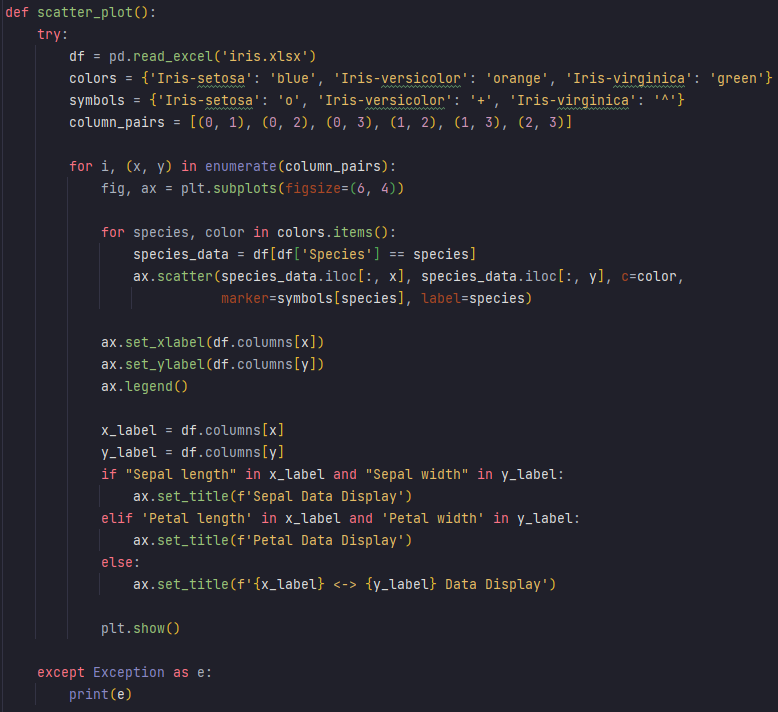 def scatter_plot():
    try:
        df = pd.read_excel('iris.xlsx')
        colors = {'Iris-setosa': 'blue', 'Iris-versicolor': 'orange', 'Iris-virginica': 'green'}
        symbols = {'Iris-setosa': 'o', 'Iris-versicolor': '+', 'Iris-virginica': '^'}
        column_pairs = [(0, 1), (0, 2), (0, 3), (1, 2), (1, 3), (2, 3)]

        for i, (x, y) in enumerate(column_pairs):
            fig, ax = plt.subplots(figsize=(6, 4))

            for species, color in colors.items():
                species_data = df[df['Species'] == species]
                ax.scatter(species_data.iloc[:, x], species_data.iloc[:, y], c=color,
                           marker=symbols[species], label=species)

            ax.set_xlabel(df.columns[x])
            ax.set_ylabel(df.columns[y])
            ax.legend()

            x_label = df.columns[x]
            y_label = df.columns[y]
            if "Sepal length" in x_label and "Sepal width" in y_label:
                ax.set_title(f'Sepal Data Display')
            elif 'Petal length' in x_label and 'Petal width' in y_label:
                ax.set_title(f'Petal Data Display')
            else:
                ax.set_title(f'{x_label} <-> {y_label} Data Display')

            plt.show()

    except Exception as e:
        print(e)